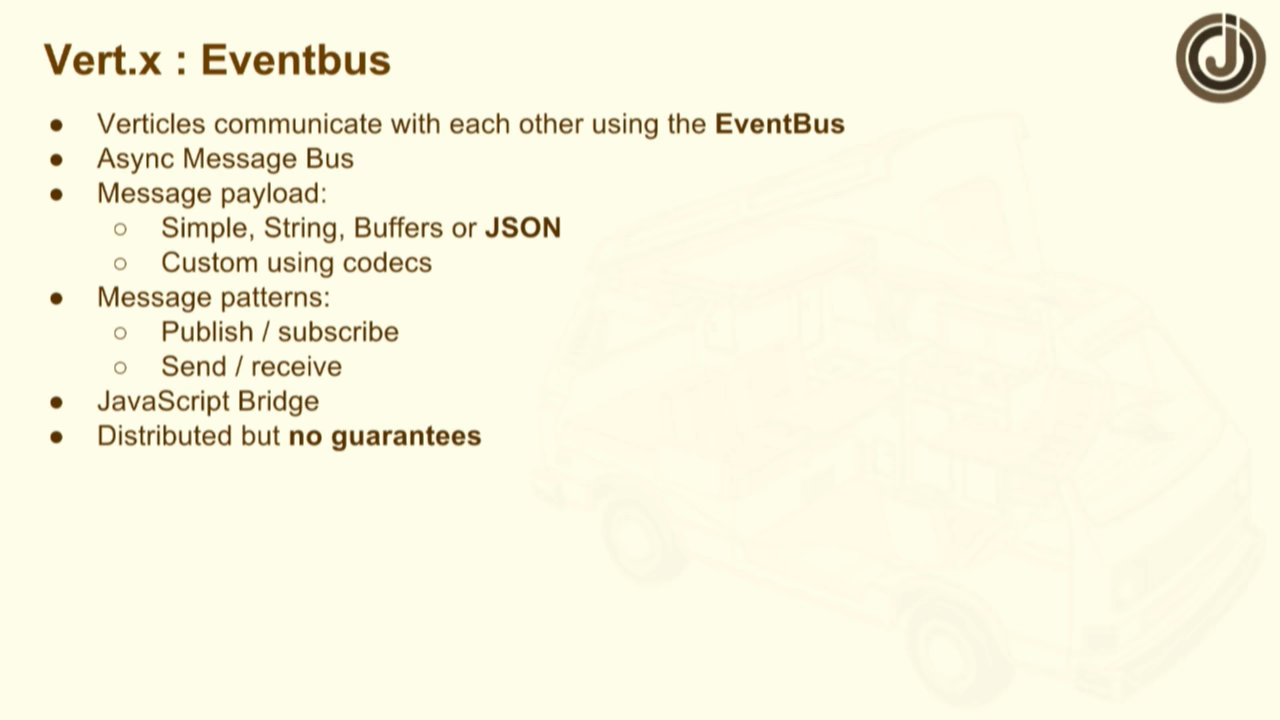 Vert.x : Eventbus
● Verticles communicate with each other using the EventBus
● Async Message Bus
● Message payload:
○ Simple, String, Buffers or JSON
○ Custom using codecs
● Message patterns:
○ Publish / subscribe
○ Send / receive
● JavaScript Bridge
● Distributed but no guarantees